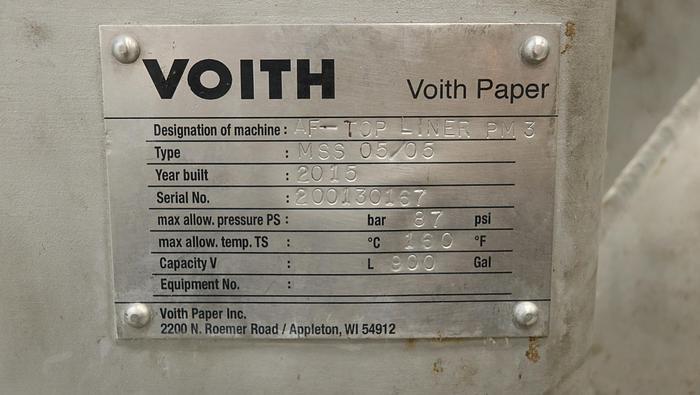 VOITH
Voith Paper
Designation of machine : AF-TOP LINER PM 3
Type : MSS 05/05
Year built : 2015
Serial No. : 200130167
max allow. pressure PS : bar 87 psi
max allow. temp. TS : °C 160 °F
Capacity V : L 900 Gal
Equipment No. :
Voith Paper Inc.
2200 N. Roemer Road / Appleton, WI 54912